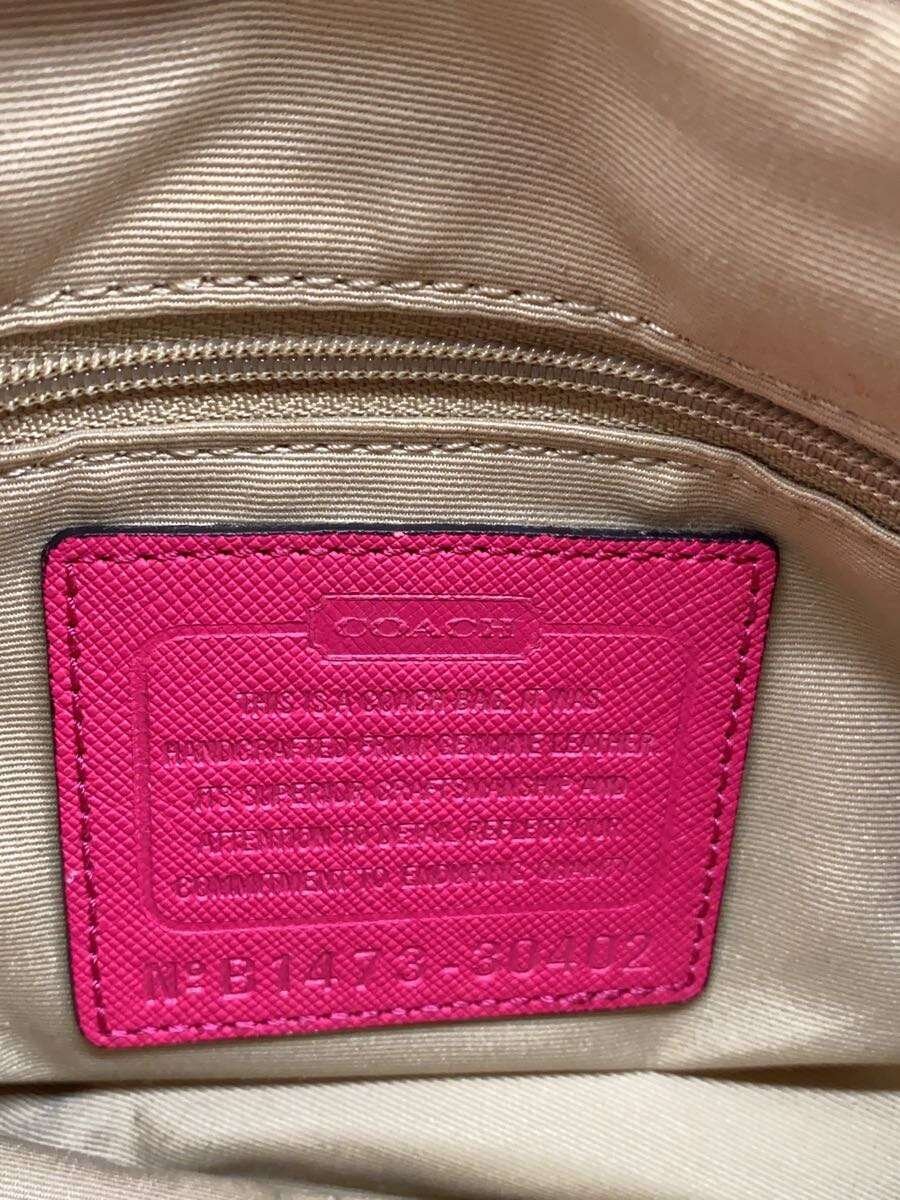 COACH
THIS IS A COACH BAG. IT WAS
HANDCRAFTED FROM GENUINE LEATHER.
ITS SUPERIOR CRAFTSMANSHIP AND
ATTENTION TO DETAIL REFLECT OUR
COMMITMENT TO ENDURING QUALITY.
Nº B1473-30402